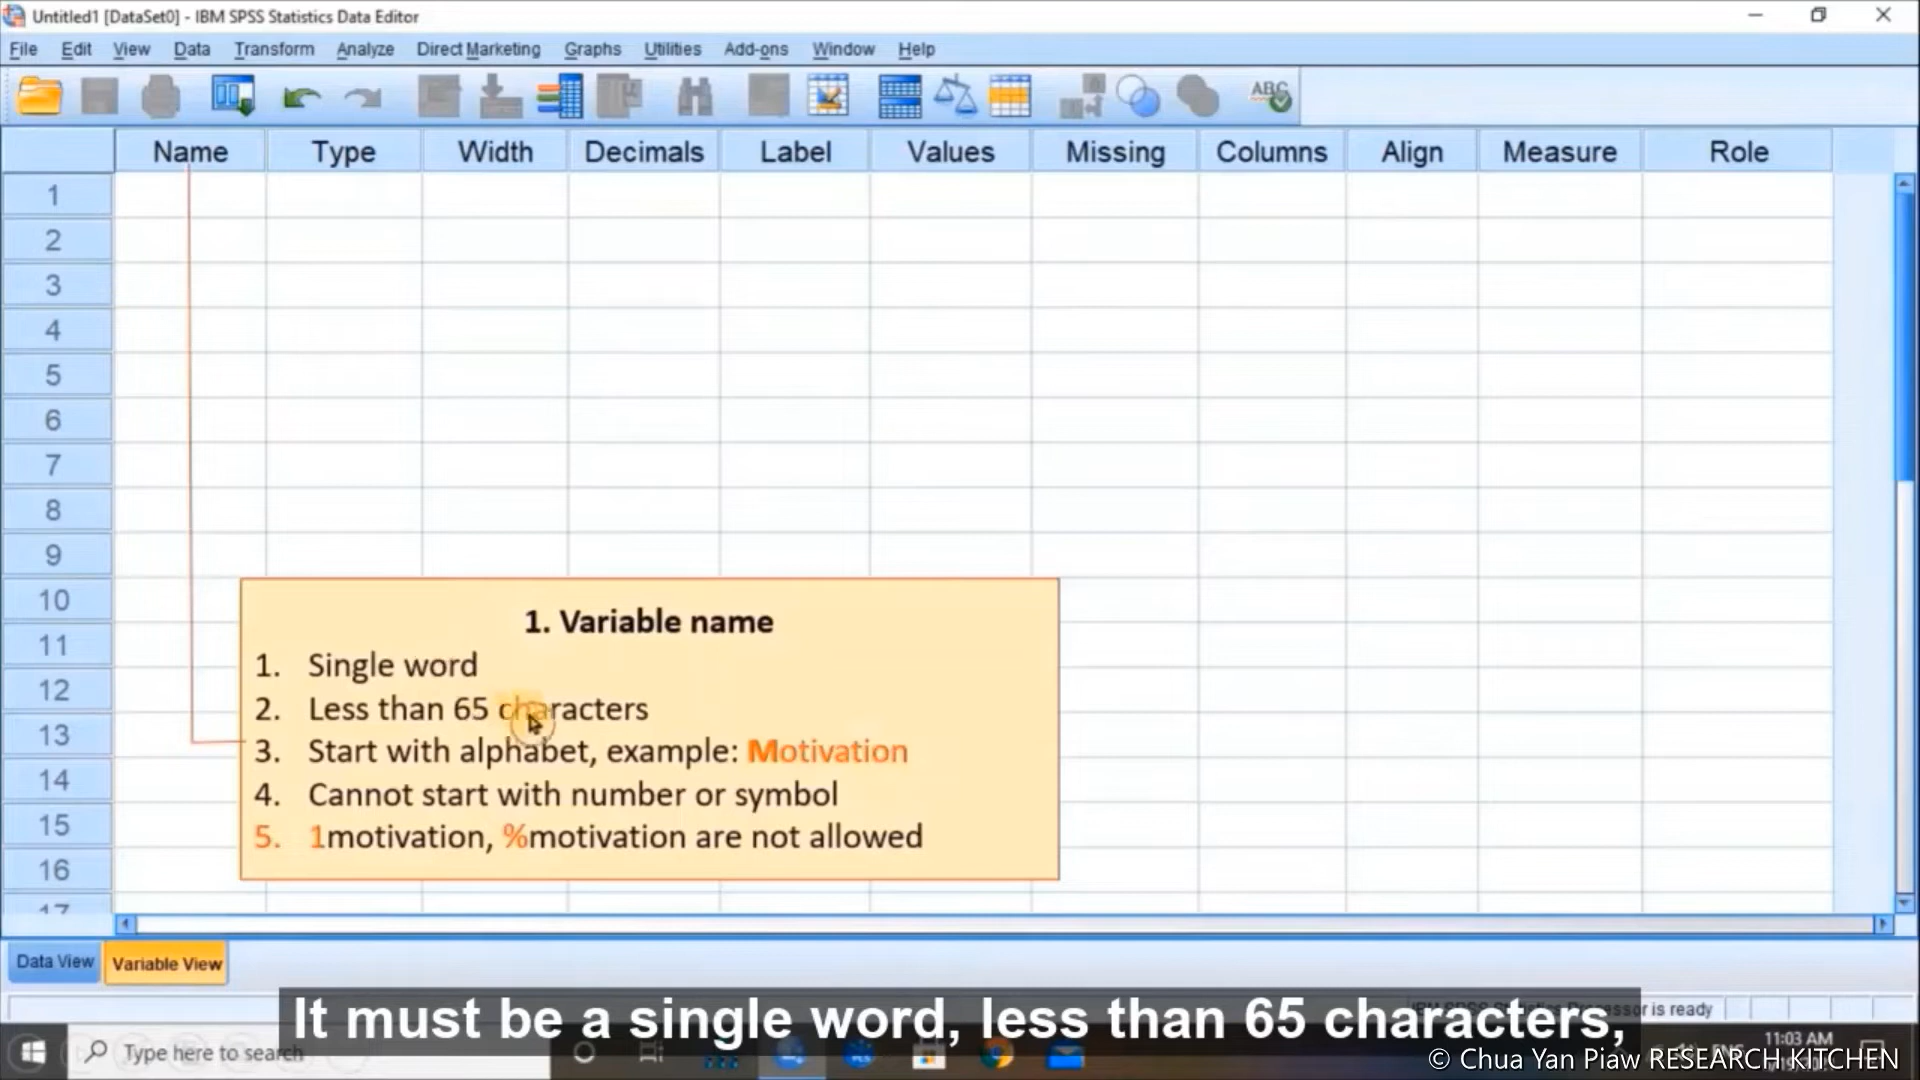 Untitled1 [DataSet0] - IBM SPSS Statistics Data Editor
File Edit View Data Transform Analyze Direct Marketing Graphs Utilities Add-ons Window Help
ABC
Name Type Width Decimals Label Values Missing Columns Align Measure Role
1
2
3
4
5
6
7
8
9
10
11
12
13
14
15
16
17
1. Variable name
1. Single word
2. Less than 65 characters
3. Start with alphabet, example: Motivation
4. Cannot start with number or symbol
5. 1motivation, %motivation are not allowed
Data View Variable View
is ready
It must be a single word, less than 65 characters,
Type here to search
11:03 AM
© Chua Yan Piaw RESEARCH KITCHEN